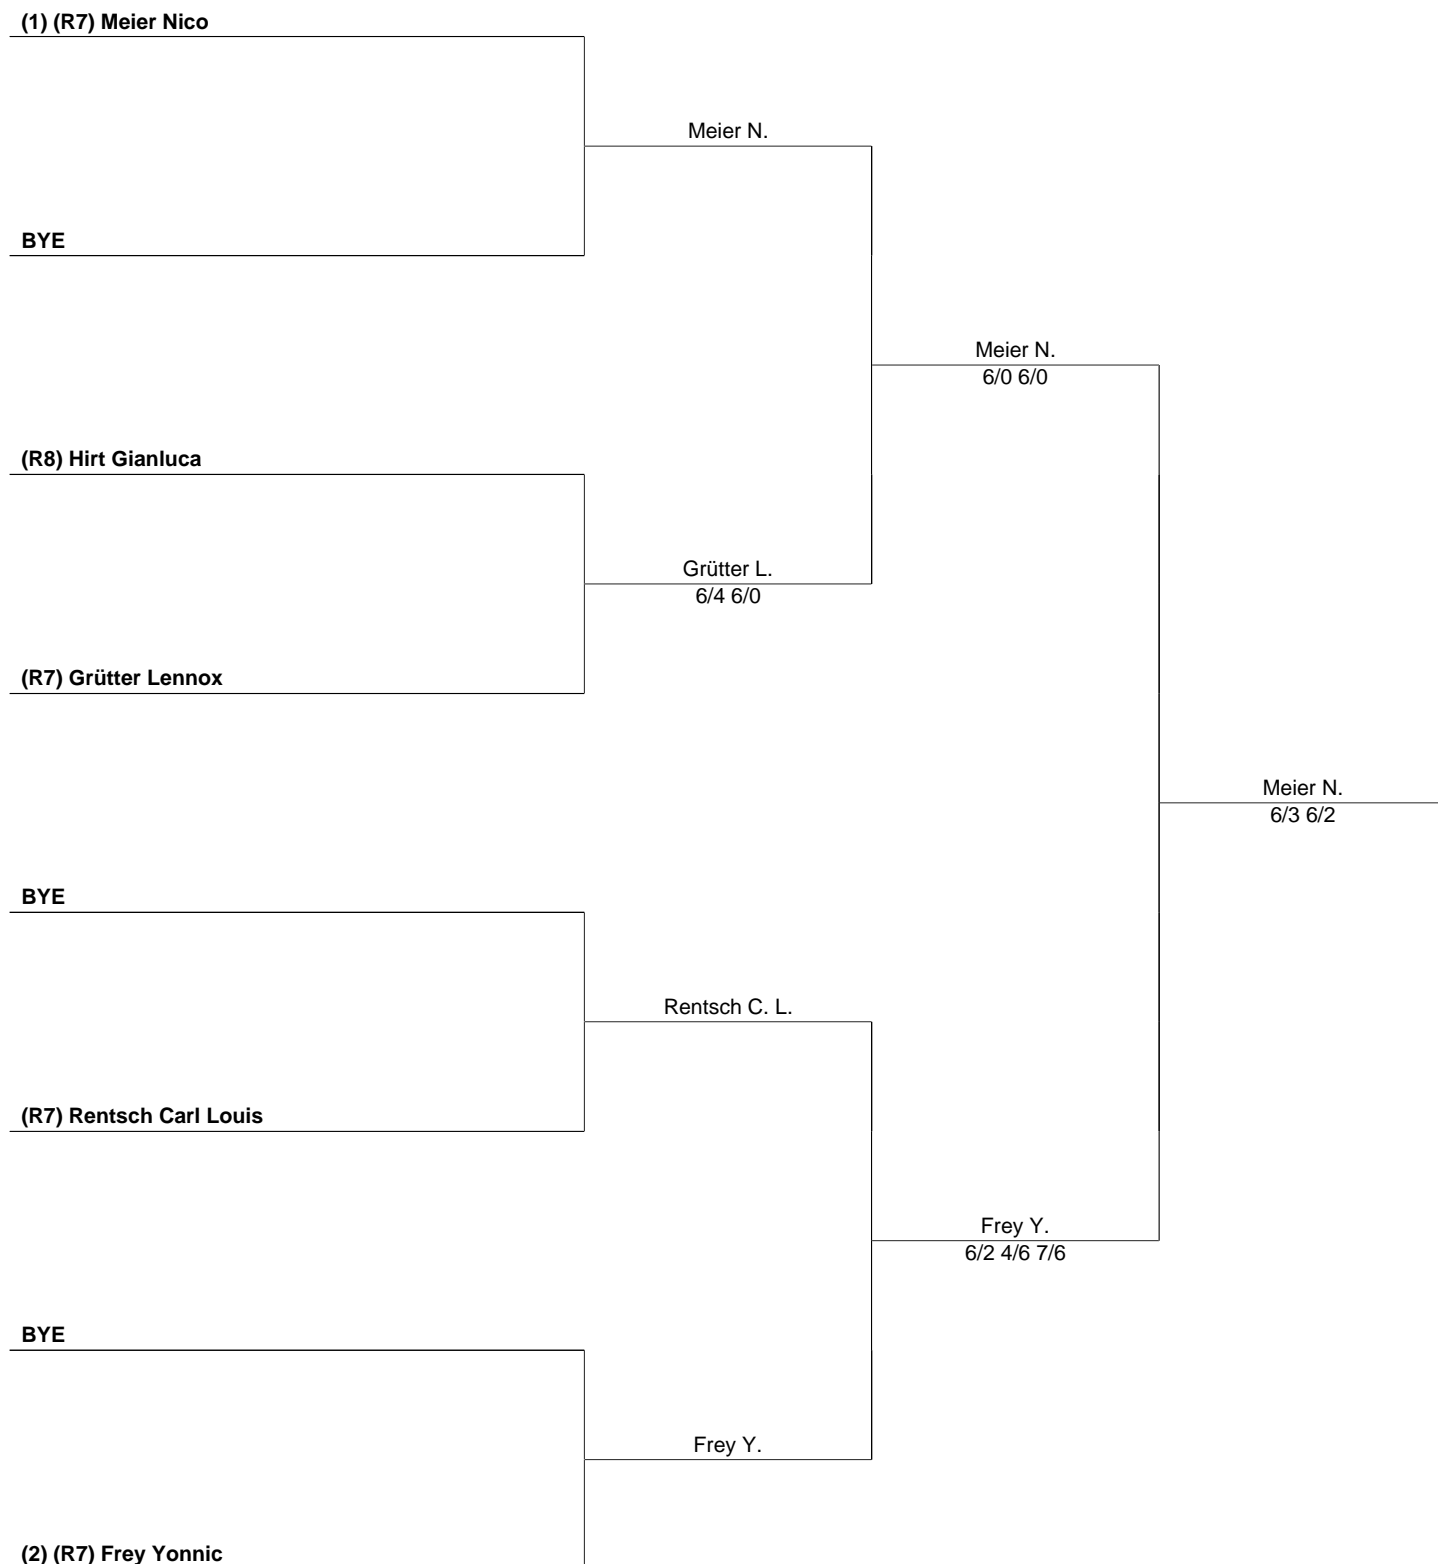 (1) (R7) Meier Nico
Meier N.
BYE
Meier N.
6/0 6/0
(R8) Hirt Gianluca
Grütter L.
6/4 6/0
(R7) Grütter Lennox
Meier N.
6/3 6/2
BYE
Rentsch C. L.
(R7) Rentsch Carl Louis
Frey Y.
6/2 4/6 7/6
BYE
Frey Y.
(2) (R7) Frey Yonnic